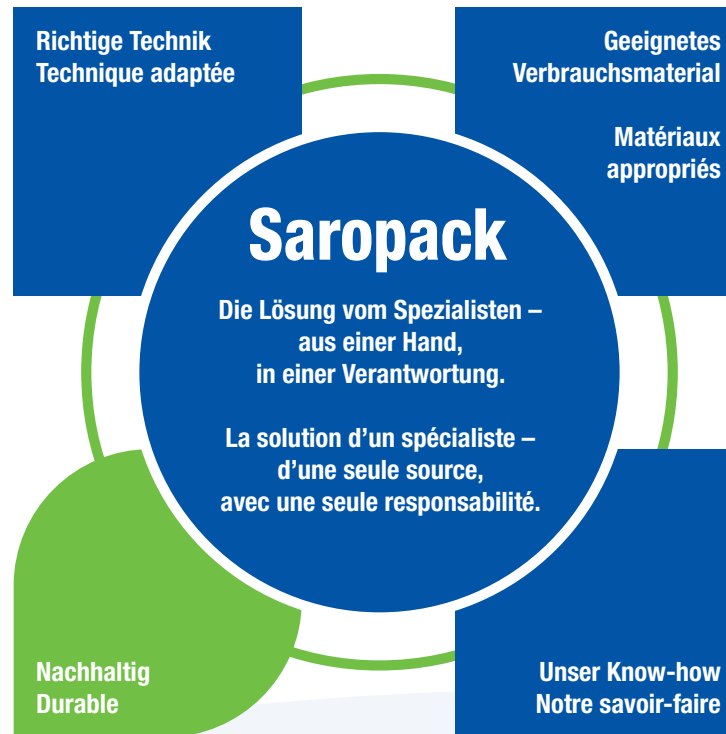 Richtige Technik
Technique adaptée
Geeignetes
Verbrauchsmaterial
Matériaux
appropriés
Saropack
Die Lösung vom Spezialisten –
aus einer Hand,
in einer Verantwortung.
La solution d’un spécialiste –
d’une seule source,
avec une seule responsabilité.
Nachhaltig
Durable
Unser Know-how
Notre savoir-faire